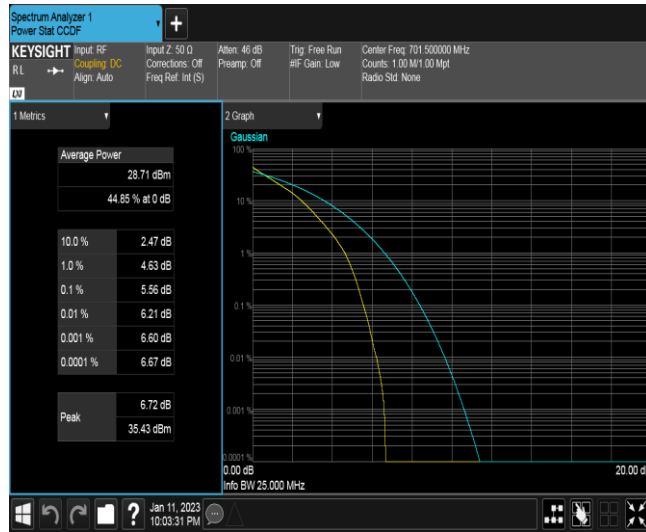 Spectrum Analyzer 1
Power Stat CCDF
+
KEYSIGHT
RL
LXI
Input: RF
Coupling: DC
Align: Auto
Input Z: 50 Ω
Corrections: Off
Freq Ref: Int (S)
Atten: 46 dB
Preamp: Off
Trig: Free Run
#IF Gain: Low
Center Freq: 701.500000 MHz
Counts: 1.00 M/1.00 Mpt
Radio Std: None
1 Metrics
Average Power
28.71 dBm
44.85 % at 0 dB
10.0 % 2.47 dB
1.0 % 4.63 dB
0.1 % 5.56 dB
0.01 % 6.21 dB
0.001 % 6.60 dB
0.0001 % 6.67 dB
Peak
6.72 dB
35.43 dBm
2 Graph
Gaussian
100 %
10 %
1 %
0.1 %
0.01 %
0.001 %
0.0001 %
0.00 dB
20.00 d
Info BW 25.000 MHz
?
Jan 11, 2023
10:03:31 PM